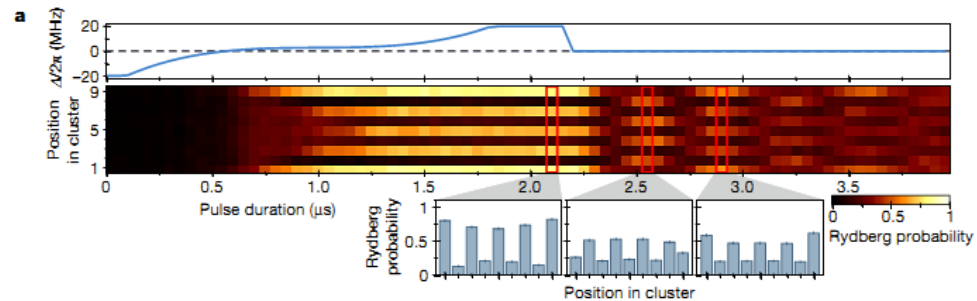 a
Δ/2π (MHz)
20
0
−20
Position
in cluster
9
5
1
0 0.5 1.0 1.5 2.0 2.5 3.0 3.5
Pulse duration (μs)
Rydberg
probability
1
0.5
0
Position in cluster
0 0.5 1
Rydberg probability